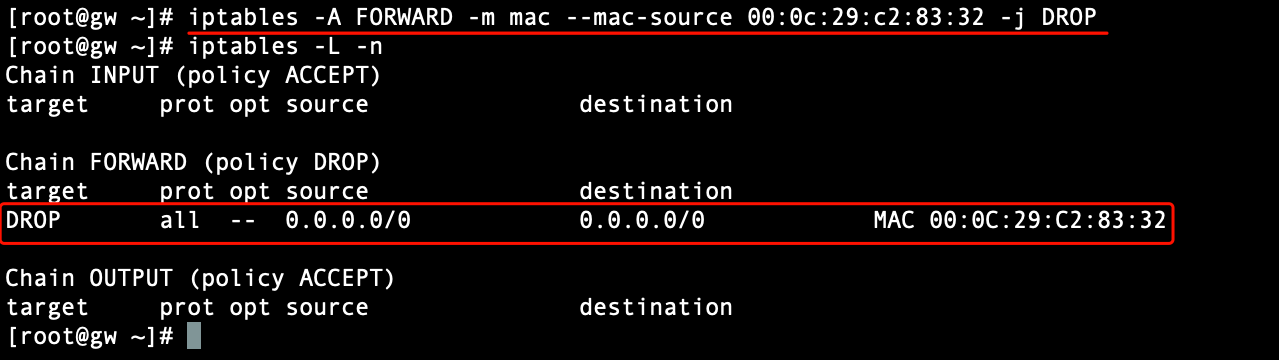 [root@gw ~]# iptables -A FORWARD -m mac --mac-source 00:0c:29:c2:83:32 -j DROP
[root@gw ~]# iptables -L -n
Chain INPUT (policy ACCEPT)
target     prot opt source               destination
Chain FORWARD (policy DROP)
target     prot opt source               destination
DROP       all  --  0.0.0.0/0            0.0.0.0/0            MAC 00:0C:29:C2:83:32
Chain OUTPUT (policy ACCEPT)
target     prot opt source               destination
[root@gw ~]#